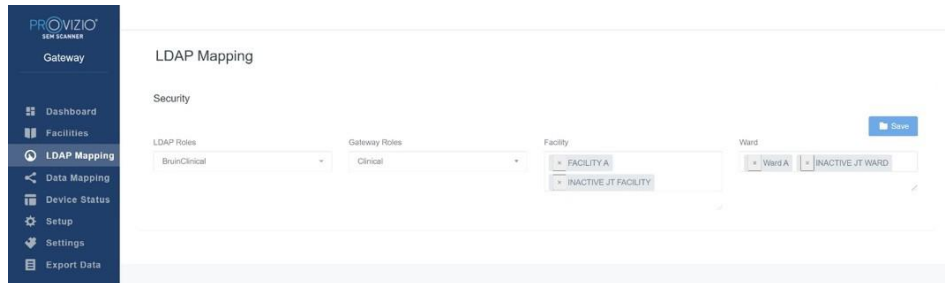 PROVIZIO®
SEM SCANNER
Gateway
Dashboard
Facilities
LDAP Mapping
Data Mapping
Device Status
Setup
Settings
Export Data
LDAP Mapping
Security
Save
LDAP Roles
BruinClinical
Gateway Roles
Clinical
Facility
× FACILITY A
× INACTIVE JT FACILITY
Ward
× Ward A × INACTIVE JT WARD